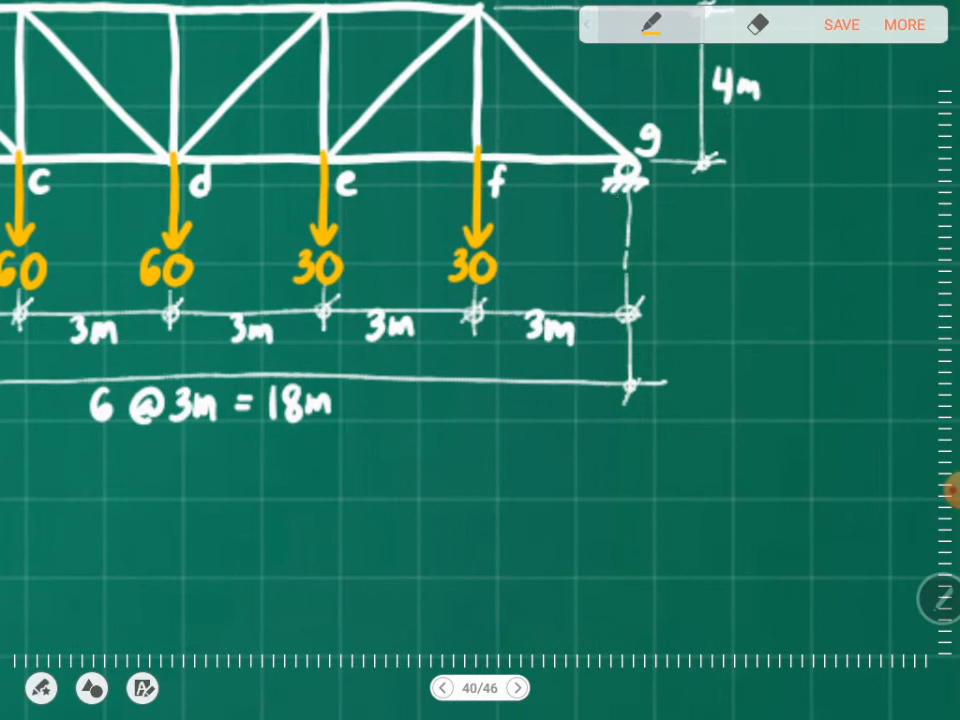 SAVE MORE
4m
g
c d e f
60 60 30 30
3m 3m 3m 3m
6 @ 3m = 18m
40/46